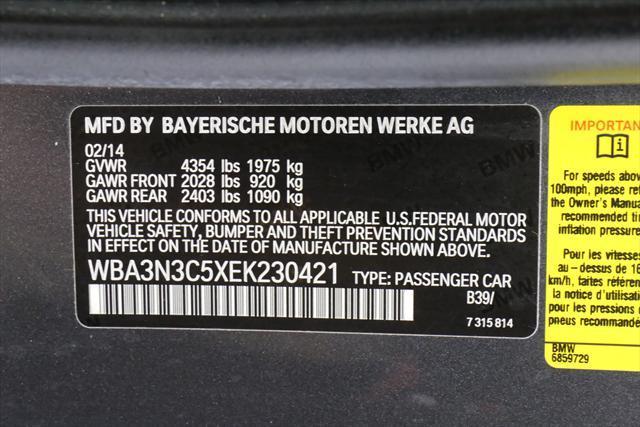 MFD BY BAYERISCHE MOTOREN WERKE AG
02/14
GVWR 4354 lbs 1975 kg
GAWR FRONT 2028 lbs 920 kg
GAWR REAR 2403 lbs 1090 kg
THIS VEHICLE CONFORMS TO ALL APPLICABLE U.S.FEDERAL MOTOR
VEHICLE SAFETY, BUMPER AND THEFT PREVENTION STANDARDS
IN EFFECT ON THE DATE OF MANUFACTURE SHOWN ABOVE.
WBA3N3C5XEK230421 TYPE: PASSENGER CAR
B39/
7 315 814
IMPORTAN
For speeds above
100mph, please ref
the Owner's Manua
recommended ti
inflation pressure
Pour les vitesses
au-dessus de 16
km/h, faites référen
la notice d'utilisati
pour les pression
pneus recommandé
BMW
6859729